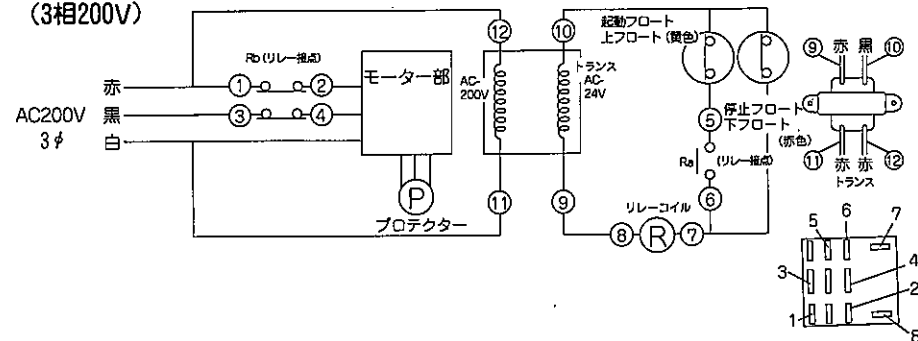 (3相200V)
Rb(リレー接点)
赤 ① ② モーター部
AC200V 黒 ③ ④
3φ 白
P
プロテクター
⑫ ⑩
AC-
200V
トランス
AC-
24V
⑪ ⑨
起動フロート
上フロート(黄色)
⑤ 停止フロート
下フロート
(赤色)
Ra (リレー接点)
⑥
リレーコイル
⑧ R ⑦
⑨ 赤 黒 ⑩
⑪ 赤 赤 ⑫
トランス
5 6 7
3 4
1 2
8